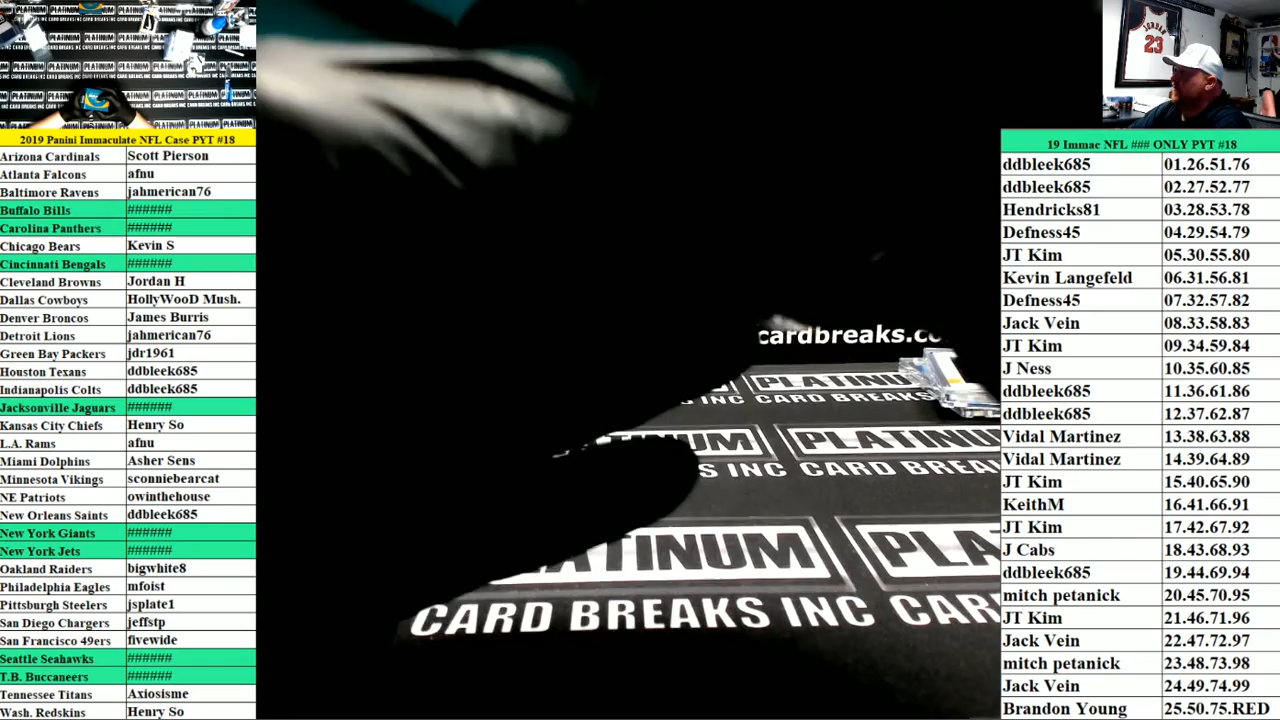 2019 Panini Immaculate NFL Case PYT #18
Arizona Cardinals Scott Pierson
Atlanta Falcons afnu
Baltimore Ravens jahmerican76
Buffalo Bills ######
Carolina Panthers ######
Chicago Bears Kevin S
Cincinnati Bengals ######
Cleveland Browns Jordan H
Dallas Cowboys HollyWooD Mush.
Denver Broncos James Burris
Detroit Lions jahmerican76
Green Bay Packers jdr1961
Houston Texans ddbleek685
Indianapolis Colts ddbleek685
Jacksonville Jaguars ######
Kansas City Chiefs Henry So
L.A. Rams afnu
Miami Dolphins Asher Sens
Minnesota Vikings sconniebearcat
NE Patriots owinthehouse
New Orleans Saints ddbleek685
New York Giants ######
New York Jets ######
Oakland Raiders bigwhite8
Philadelphia Eagles mfoist
Pittsburgh Steelers jsplate1
San Diego Chargers jeffstp
San Francisco 49ers fivewide
Seattle Seahawks ######
T.B. Buccaneers ######
Tennessee Titans Axiosisme
Wash. Redskins Henry So
cardbreaks.co
PLATINUM
INC CARD BREAKS
PLATINUM
S INC CARD BREA
PLATINUM PLA
CARD BREAKS INC CAR
JORDAN
23
19 Immac NFL ### ONLY PYT #18
ddbleek685 01.26.51.76
ddbleek685 02.27.52.77
Hendricks81 03.28.53.78
Defness45 04.29.54.79
JT Kim 05.30.55.80
Kevin Langefeld 06.31.56.81
Defness45 07.32.57.82
Jack Vein 08.33.58.83
JT Kim 09.34.59.84
J Ness 10.35.60.85
ddbleek685 11.36.61.86
ddbleek685 12.37.62.87
Vidal Martinez 13.38.63.88
Vidal Martinez 14.39.64.89
JT Kim 15.40.65.90
KeithM 16.41.66.91
JT Kim 17.42.67.92
J Cabs 18.43.68.93
ddbleek685 19.44.69.94
mitch petanick 20.45.70.95
JT Kim 21.46.71.96
Jack Vein 22.47.72.97
mitch petanick 23.48.73.98
Jack Vein 24.49.74.99
Brandon Young 25.50.75.RED